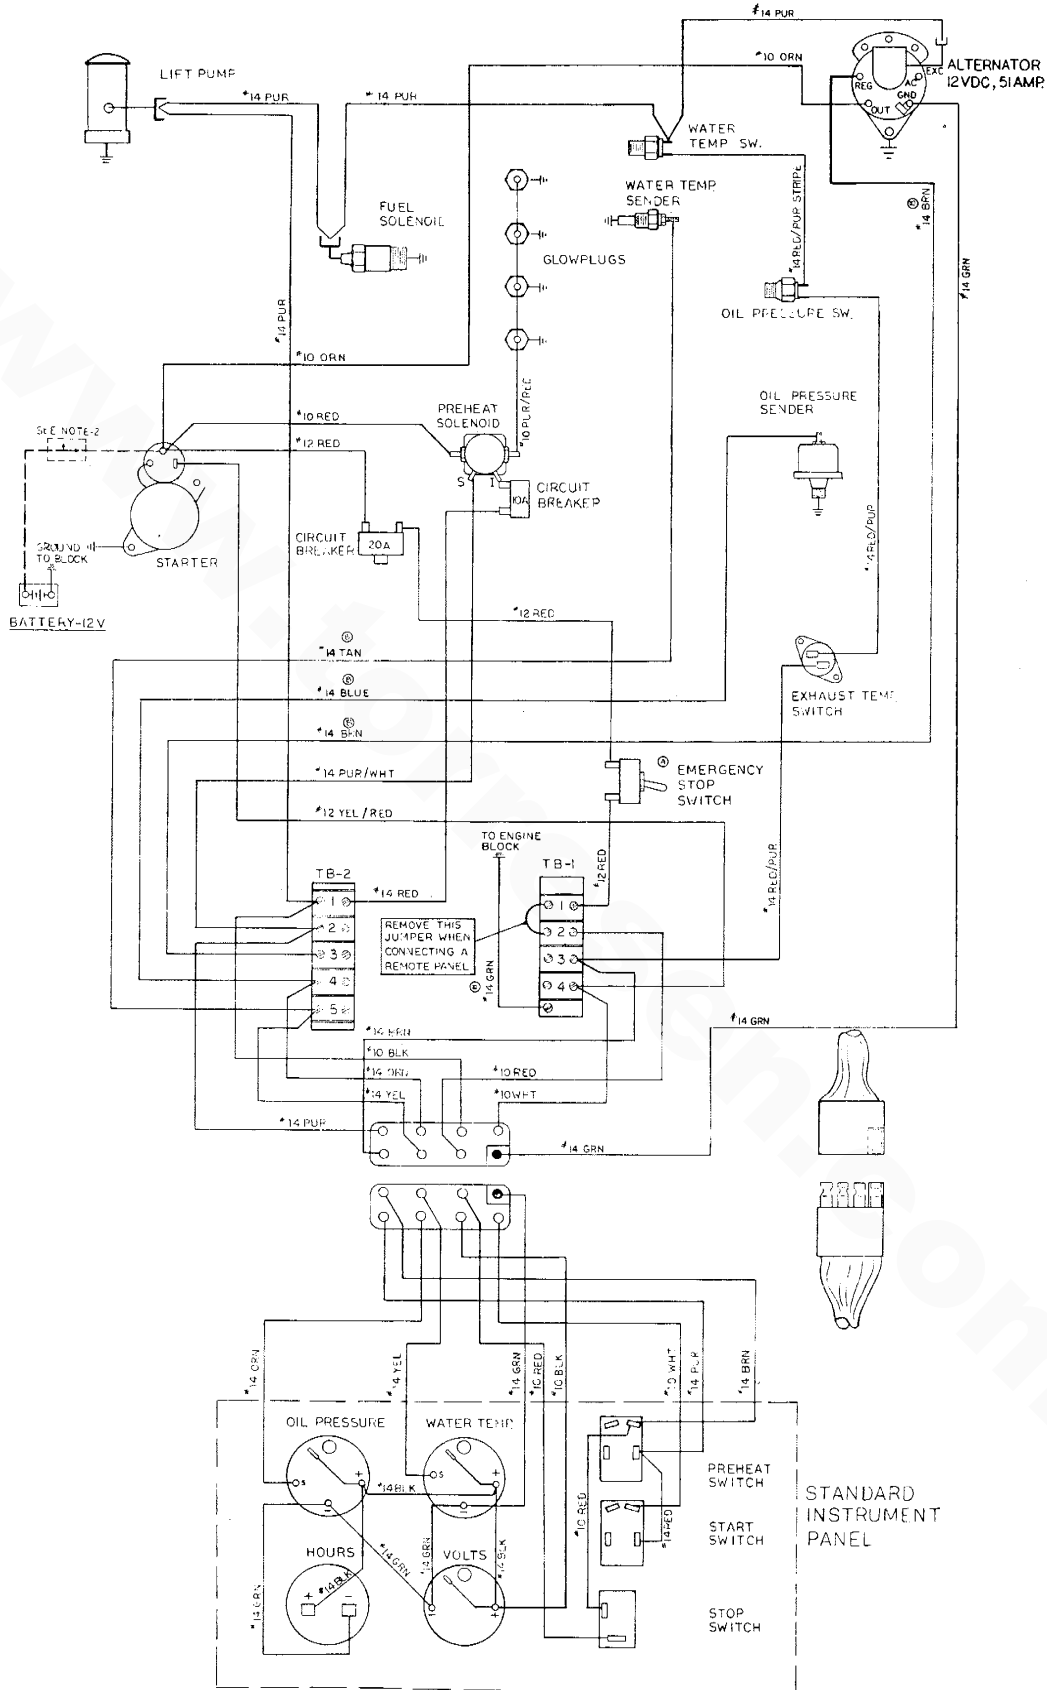 #14 PUR
#10 ORN
LIFT PUMP
ALTERNATOR
12VDC, 51AMP.
EXC
REG
AC
GND
OUT
#14 PUR
#14 PUR
WATER
TEMP SW.
WATER TEMP.
SENDER
FUEL
SOLENOID
GLOWPLUGS
#14 RED/PUR STRIPE
B
#14 BRN
#14 GRN
OIL PRESSURE SW.
#14 PUR
#10 ORN
#10 PUR/RED
OIL PRESSURE
SENDER
PREHEAT
SOLENOID
#10 RED
SEE NOTE-2
#12 RED
S
I
10A
CIRCUIT
BREAKER
CIRCUIT
BREAKER
20A
GROUND
TO BLOCK
STARTER
#14 RED/PUR
BATTERY-12V
#12 RED
B
#14 TAN
B
#14 BLUE
EXHAUST TEMP.
SWITCH
B
#14 BRN
#14 PUR/WHT
A
EMERGENCY
STOP
SWITCH
#12 YEL/RED
TO ENGINE
BLOCK
#12 RED
TB-2
TB-1
#14 RED
#14 RED/PUR
1
2
3
4
5
1
2
3
4
REMOVE THIS
JUMPER WHEN
CONNECTING A
REMOTE PANEL
B
#14 GRN
#14 GRN
#14 BRN
#10 BLK
#14 ORN
#10 RED
#14 YEL
#10 WHT
#14 PUR
#14 GRN
#14 ORN
#14 YEL
#14 GRN
#10 RED
#10 BLK
#10 WHT
#14 PUR
#14 BRN
OIL PRESSURE
WATER TEMP.
S
+
-
#14 BLK
S
+
-
PREHEAT
SWITCH
STANDARD
INSTRUMENT
PANEL
#10 RED
#14 RED
START
SWITCH
HOURS
#14 GRN
#14 GRN
VOLTS
#14 BLK
#14 BLK
#14 GRN
+
-
-
+
STOP
SWITCH
www.torresen.com